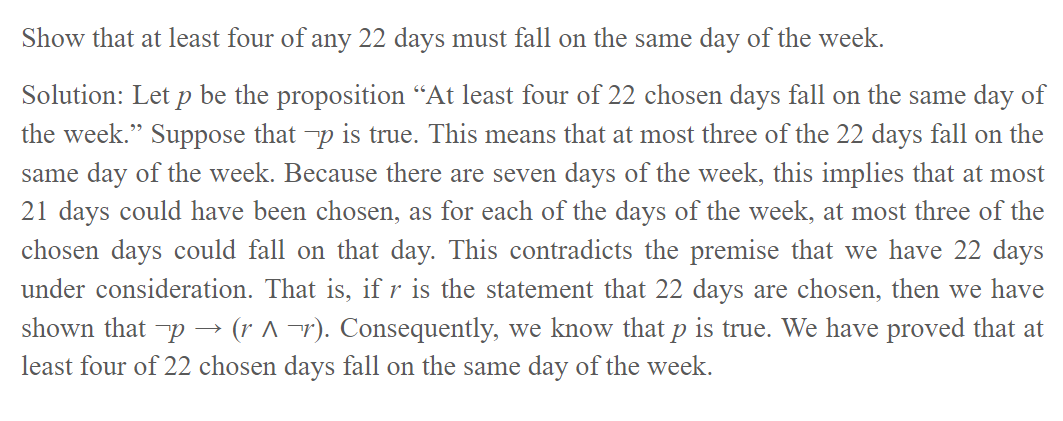 Show that at least four of any 22 days must fall on the same day of the week.
Solution: Let p be the proposition “At least four of 22 chosen days fall on the same day of
the week.” Suppose that ¬p is true. This means that at most three of the 22 days fall on the
same day of the week. Because there are seven days of the week, this implies that at most
21 days could have been chosen, as for each of the days of the week, at most three of the
chosen days could fall on that day. This contradicts the premise that we have 22 days
under consideration. That is, if r is the statement that 22 days are chosen, then we have
shown that ¬p → (r ∧ ¬r). Consequently, we know that p is true. We have proved that at
least four of 22 chosen days fall on the same day of the week.